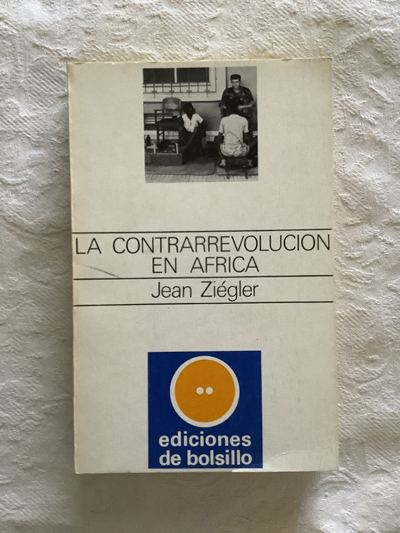 LA CONTRARREVOLUCION
EN AFRICA
Jean Ziégler
ediciones
de bolsillo